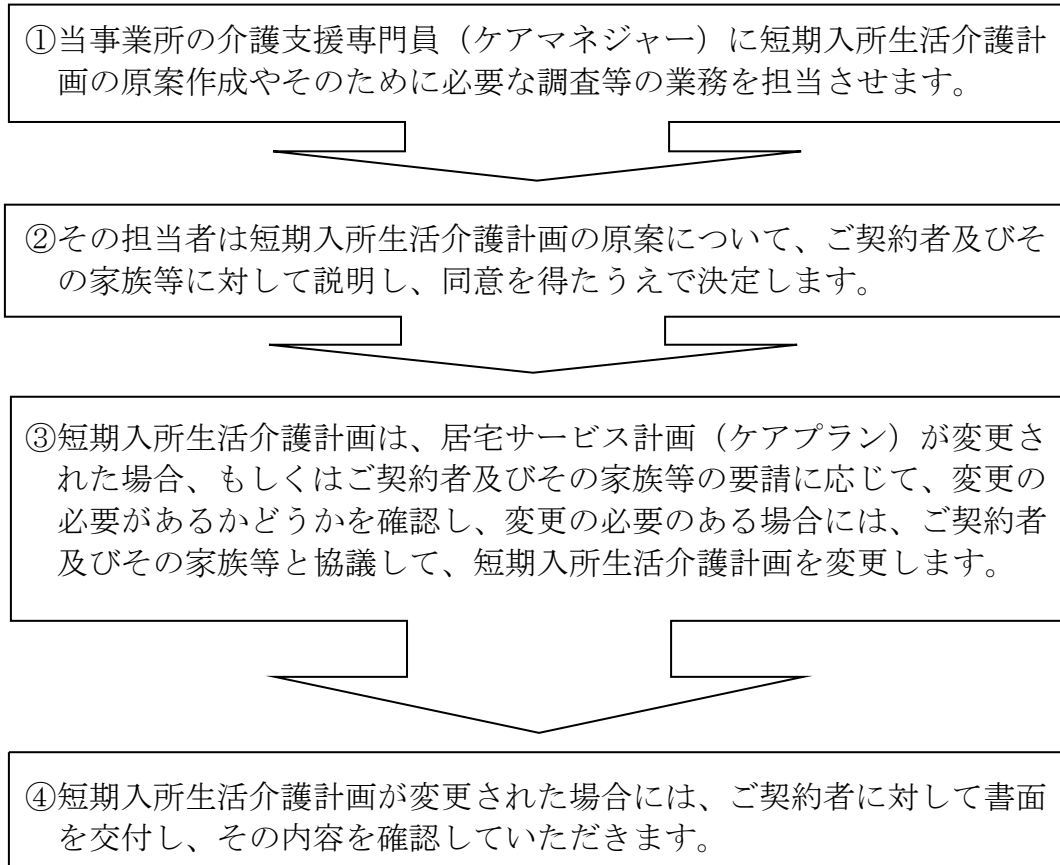 ①当事業所の介護支援専門員（ケアマネジャー）に短期入所生活介護計
画の原案作成やそのために必要な調査等の業務を担当させます。
②その担当者は短期入所生活介護計画の原案について、ご契約者及びそ
の家族等に対して説明し、同意を得たうえで決定します。
③短期入所生活介護計画は、居宅サービス計画（ケアプラン）が変更さ
れた場合、もしくはご契約者及びその家族等の要請に応じて、変更の
必要があるかどうかを確認し、変更の必要のある場合には、ご契約者
及びその家族等と協議して、短期入所生活介護計画を変更します。
④短期入所生活介護計画が変更された場合には、ご契約者に対して書面
を交付し、その内容を確認していただきます。